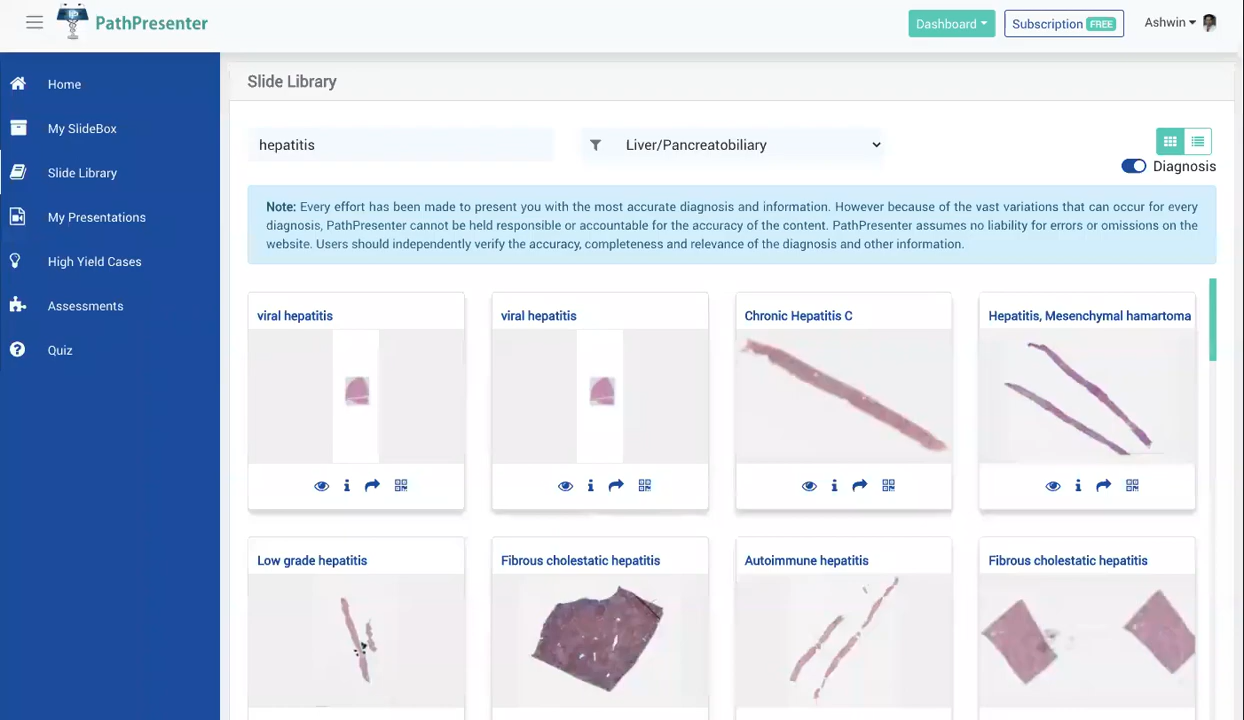 PathPresenter
Dashboard
Subscription FREE
Ashwin
Home
My SlideBox
Slide Library
My Presentations
High Yield Cases
Assessments
Quiz
Slide Library
hepatitis
Liver/Pancreatobiliary
Diagnosis
Note: Every effort has been made to present you with the most accurate diagnosis and information. However because of the vast variations that can occur for every
diagnosis, PathPresenter cannot be held responsible or accountable for the accuracy of the content. PathPresenter assumes no liability for errors or omissions on the
website. Users should independently verify the accuracy, completeness and relevance of the diagnosis and other information.
viral hepatitis
viral hepatitis
Chronic Hepatitis C
Hepatitis, Mesenchymal hamartoma
Low grade hepatitis
Fibrous cholestatic hepatitis
Autoimmune hepatitis
Fibrous cholestatic hepatitis